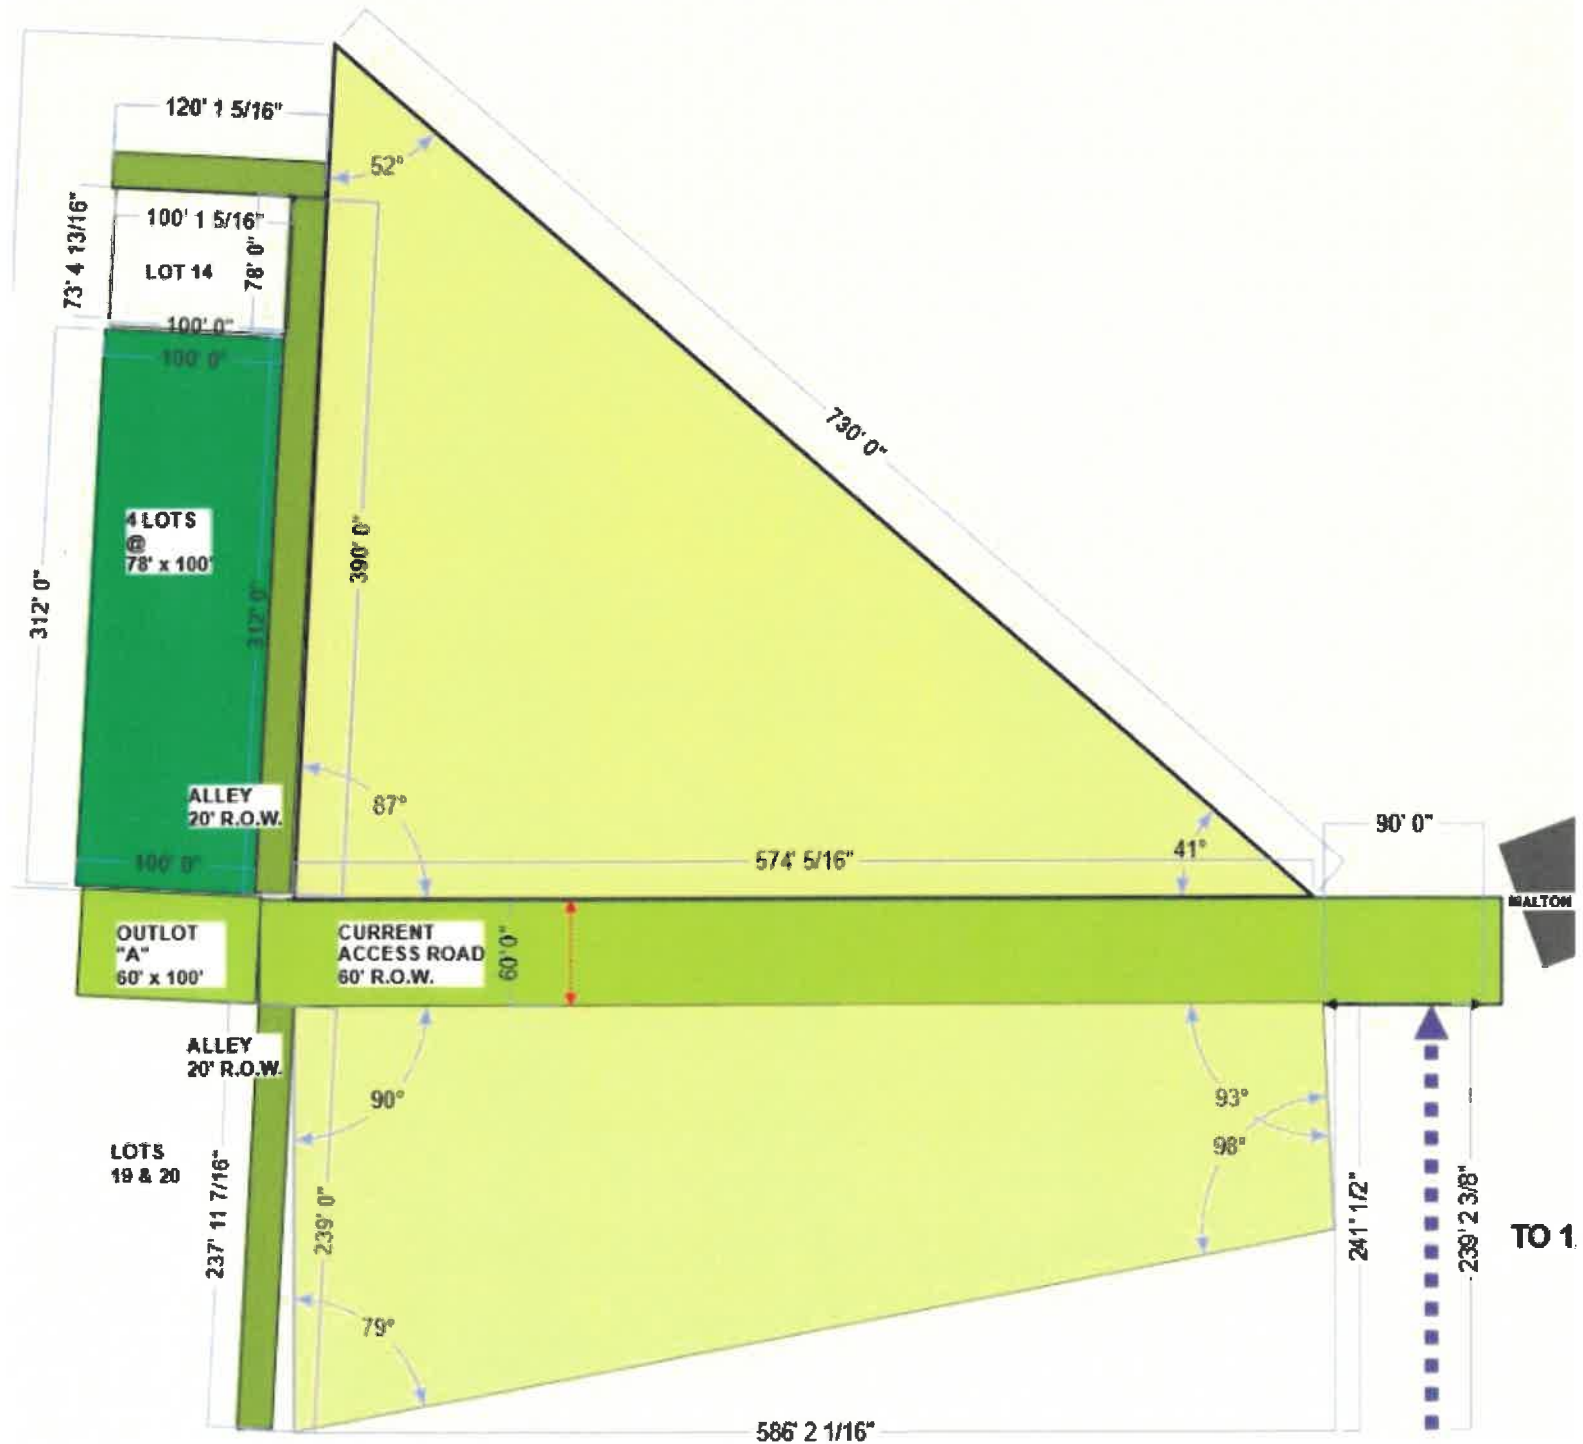 120' 1 5/16"
52°
73' 4 13/16"
100' 1 5/16"
78' 0"
LOT 14
100' 0"
100' 0"
730' 0"
4 LOTS
@
78' x 100'
390' 0"
312' 0"
312' 0"
ALLEY
20' R.O.W.
87°
90' 0"
100' 0"
574' 5/16"
41°
MALTON
OUTLOT
"A"
60' x 100'
CURRENT
ACCESS ROAD
60' R.O.W.
60' 0"
ALLEY
20' R.O.W.
90°
93°
98°
LOTS
19 & 20
237' 11 7/16"
239' 0"
241' 1/2"
239' 2 3/8"
TO 1
79°
586' 2 1/16"